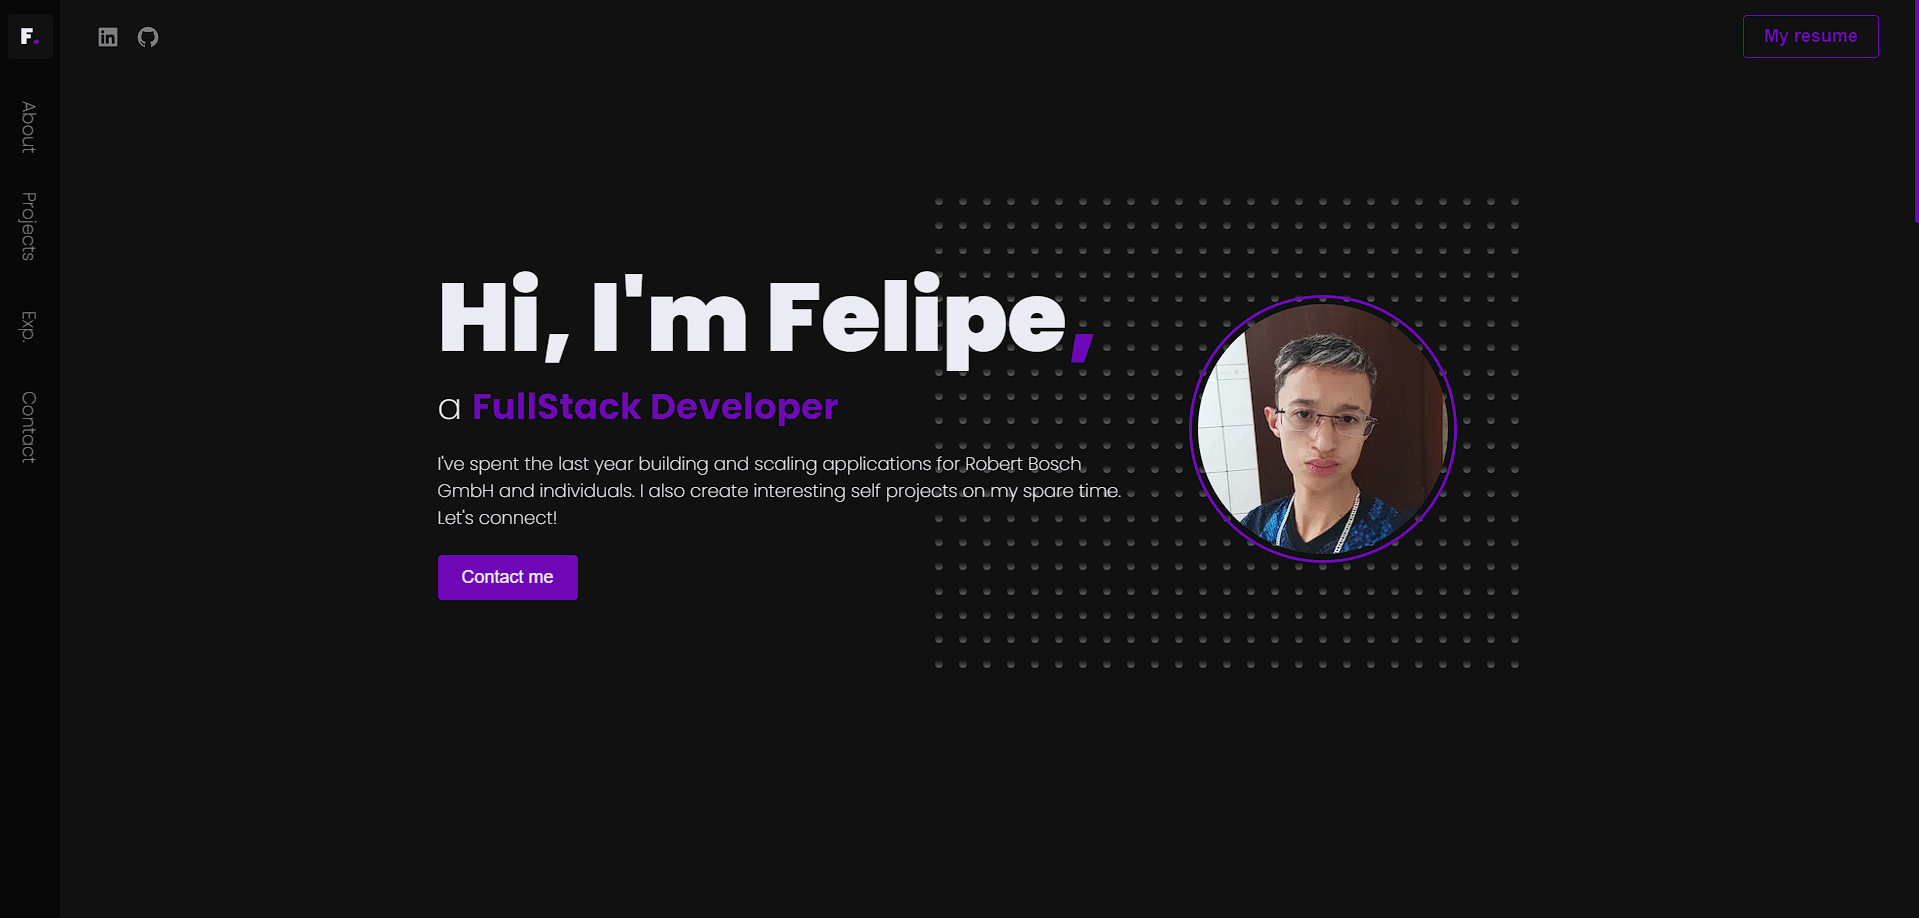 F.
in
My resume
About
Projects
Exp.
Contact
Hi, I'm Felipe,
a FullStack Developer
I've spent the last year building and scaling applications for Robert Bosch
GmbH and individuals. I also create interesting self projects on my spare time.
Let's connect!
Contact me